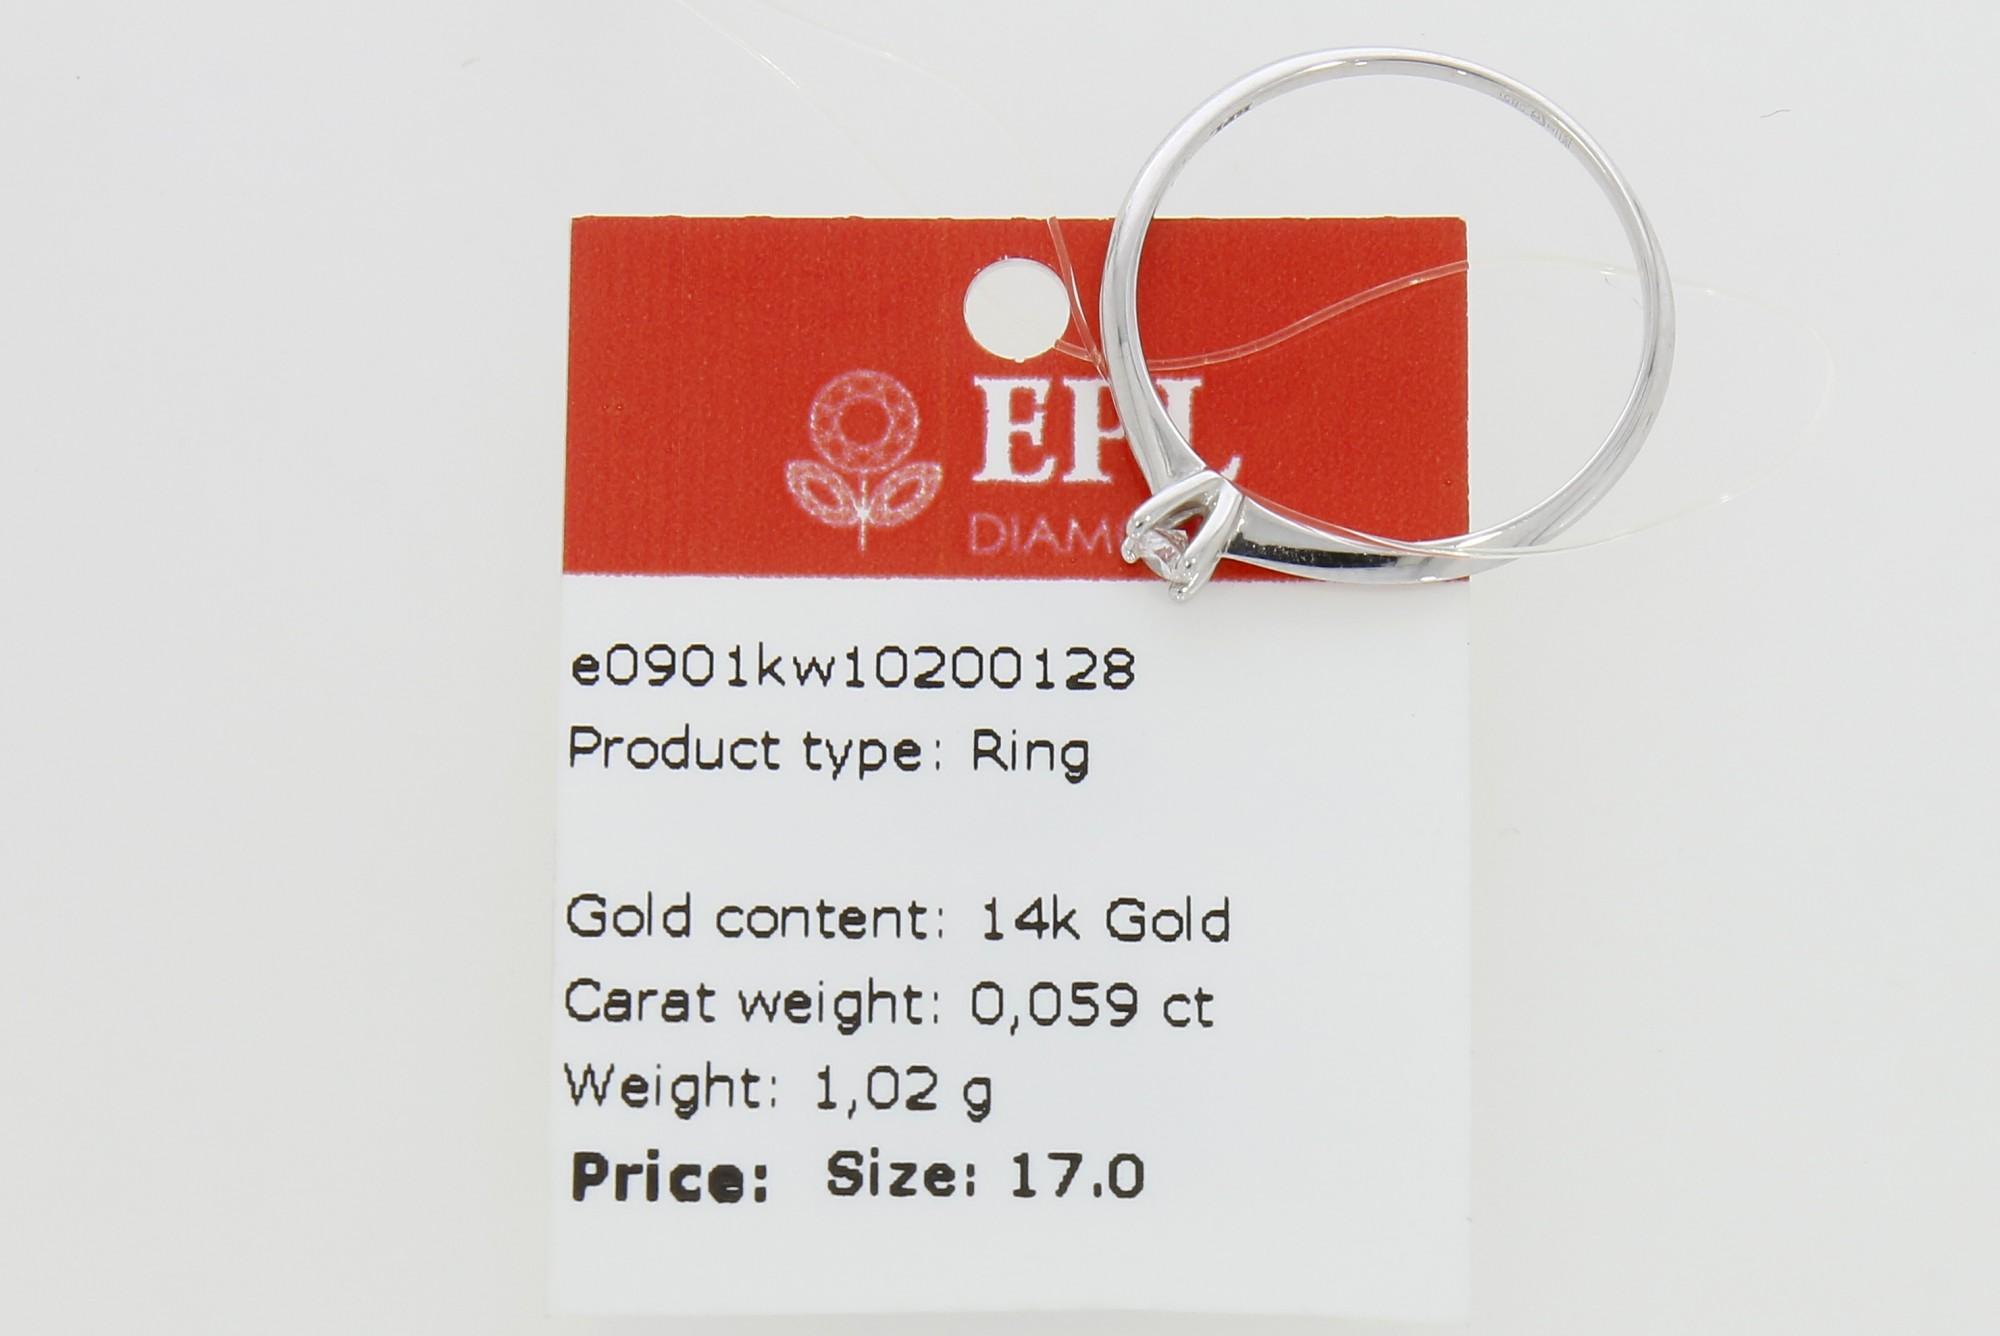 EPL
DIAM
e0901kw10200128
Product type: Ring
Gold content: 14k Gold
Carat weight: 0,059 ct
Weight: 1,02 g
Price: Size: 17.0